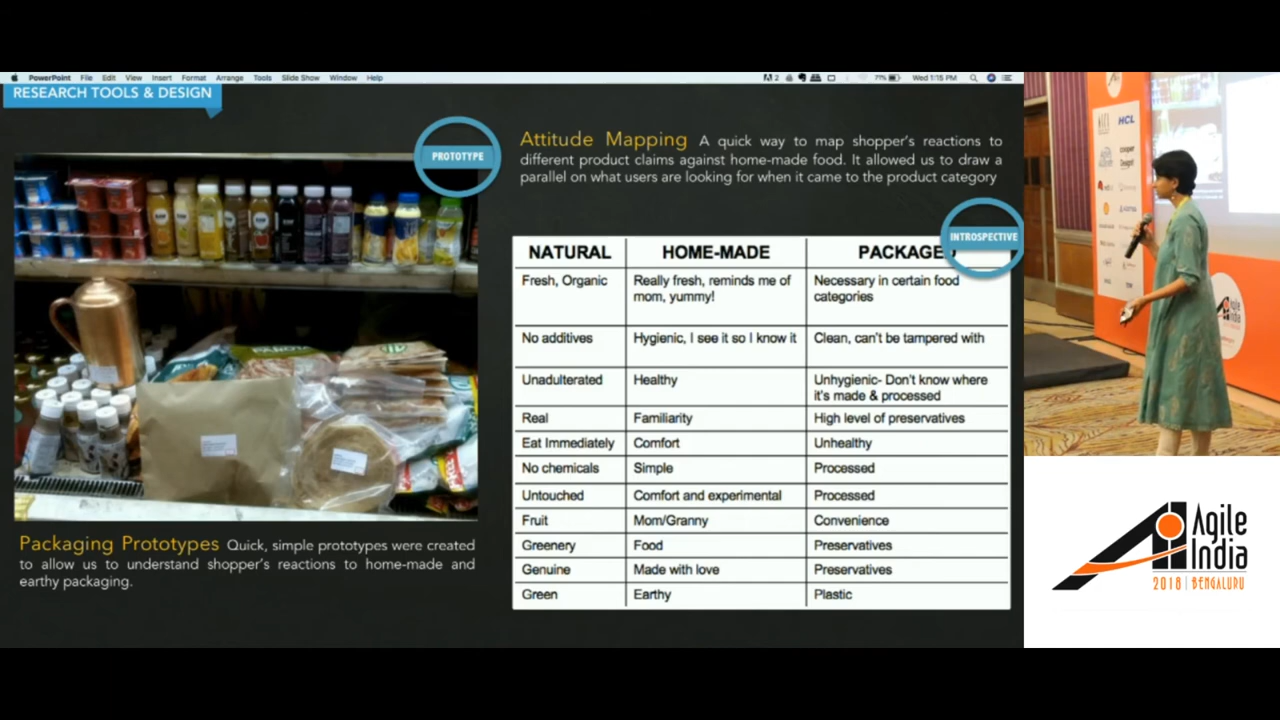 PowerPoint File Edit View Insert Format Arrange Tools Slide Show Window Help
Wed 1:15 PM
RESEARCH TOOLS & DESIGN
PROTOTYPE
Attitude Mapping A quick way to map shopper's reactions to
different product claims against home-made food. It allowed us to draw a
parallel on what users are looking for when it came to the product category
INTROSPECTIVE
NATURAL HOME-MADE PACKAGED
Fresh, Organic
Really fresh, reminds me of
mom, yummy!
Necessary in certain food
categories
No additives
Hygienic, I see it so I know it
Clean, can't be tampered with
Unadulterated
Healthy
Unhygienic- Don't know where
it's made & processed
Real Familiarity High level of preservatives
Eat Immediately Comfort Unhealthy
No chemicals Simple Processed
Untouched Comfort and experimental Processed
Fruit Mom/Granny Convenience
Greenery Food Preservatives
Genuine Made with love Preservatives
Green Earthy Plastic
Packaging Prototypes Quick, simple prototypes were created
to allow us to understand shopper's reactions to home-made and
earthy packaging.
HCL
Agile
India
Agile
India
2018 | BENGALURU